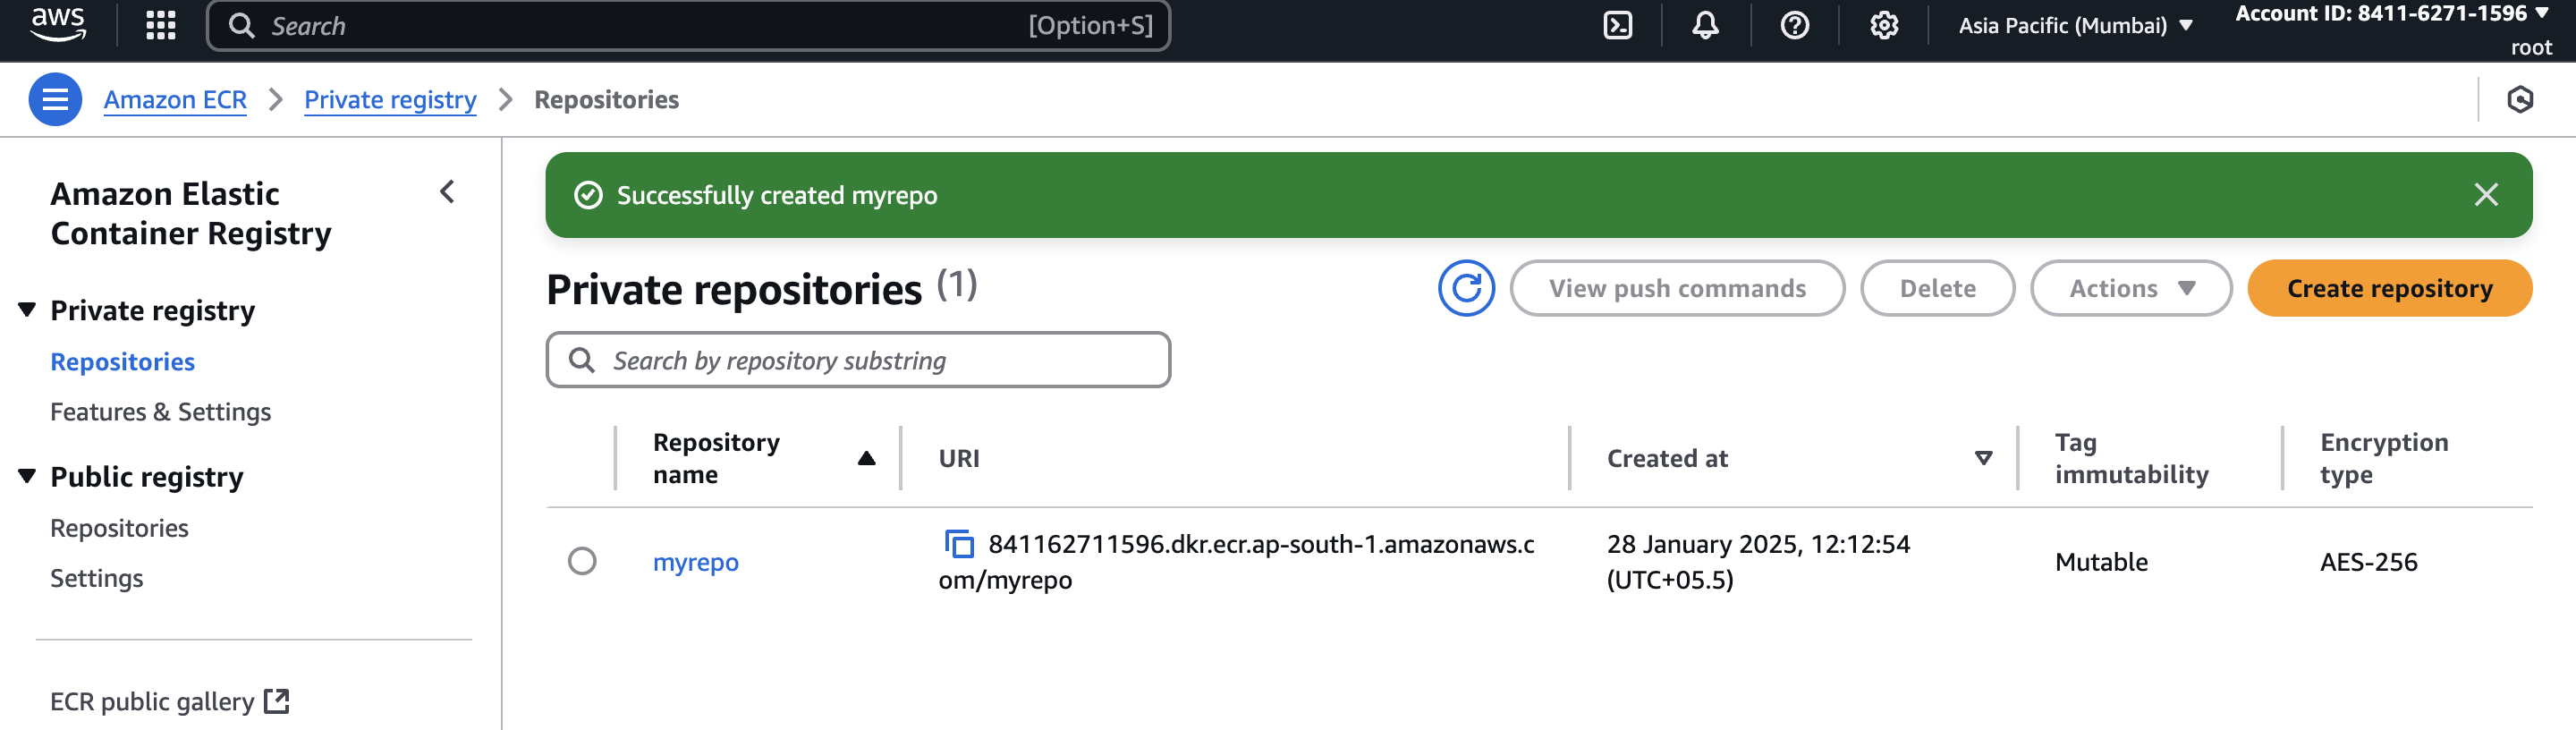 aws
Search
[Option+S]
Asia Pacific (Mumbai)
Account ID: 8411-6271-1596
root
Amazon ECR
Private registry
Repositories
Amazon Elastic
Container Registry
Private registry
Repositories
Features & Settings
Public registry
Repositories
Settings
ECR public gallery
Successfully created myrepo
Private repositories (1)
View push commands
Delete
Actions
Create repository
Search by repository substring
Repository
name
URI
Created at
Tag
immutability
Encryption
type
myrepo
841162711596.dkr.ecr.ap-south-1.amazonaws.c
om/myrepo
28 January 2025, 12:12:54
(UTC+05.5)
Mutable
AES-256